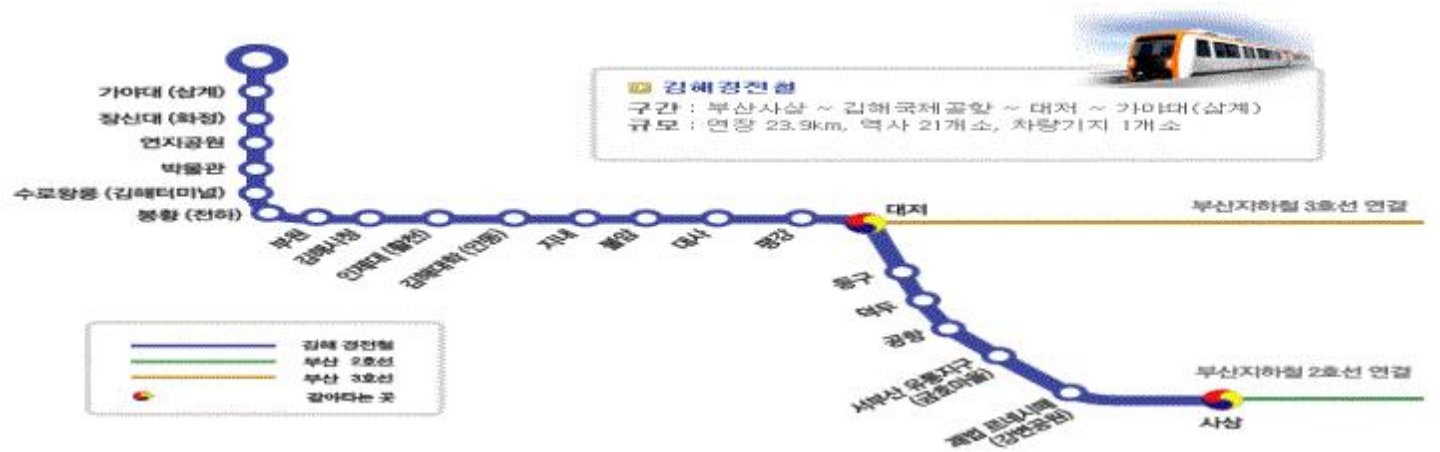 김해경전철
구간 : 부산사상 ~ 김해국제공항 ~ 대저 ~ 가야대(삼계)
규모 : 연장 23.9km, 역사 21개소, 차량기지 1개소
가야대 (삼계)
장신대 (화정)
연지공원
박물관
수로왕릉 (김해터미널)
봉황 (전하)
부원
김해시청
인제대 (활천)
김해대학 (안동)
지내
불암
대사
평강
대저
부산지하철 3호선 연결
등구
덕두
공항
서부산 유통지구
(금호마을)
괘법 르네시떼
(강변공원)
부산지하철 2호선 연결
사상
김해 경전철
부산 2호선
부산 3호선
갈아타는 곳